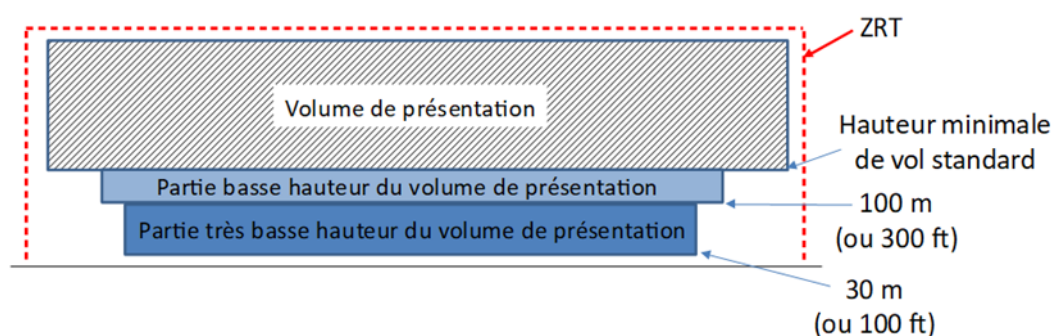 ZRT
Volume de présentation
Hauteur minimale
de vol standard
Partie basse hauteur du volume de présentation
100 m
(ou 300 ft)
Partie très basse hauteur du volume de présentation
30 m
(ou 100 ft)